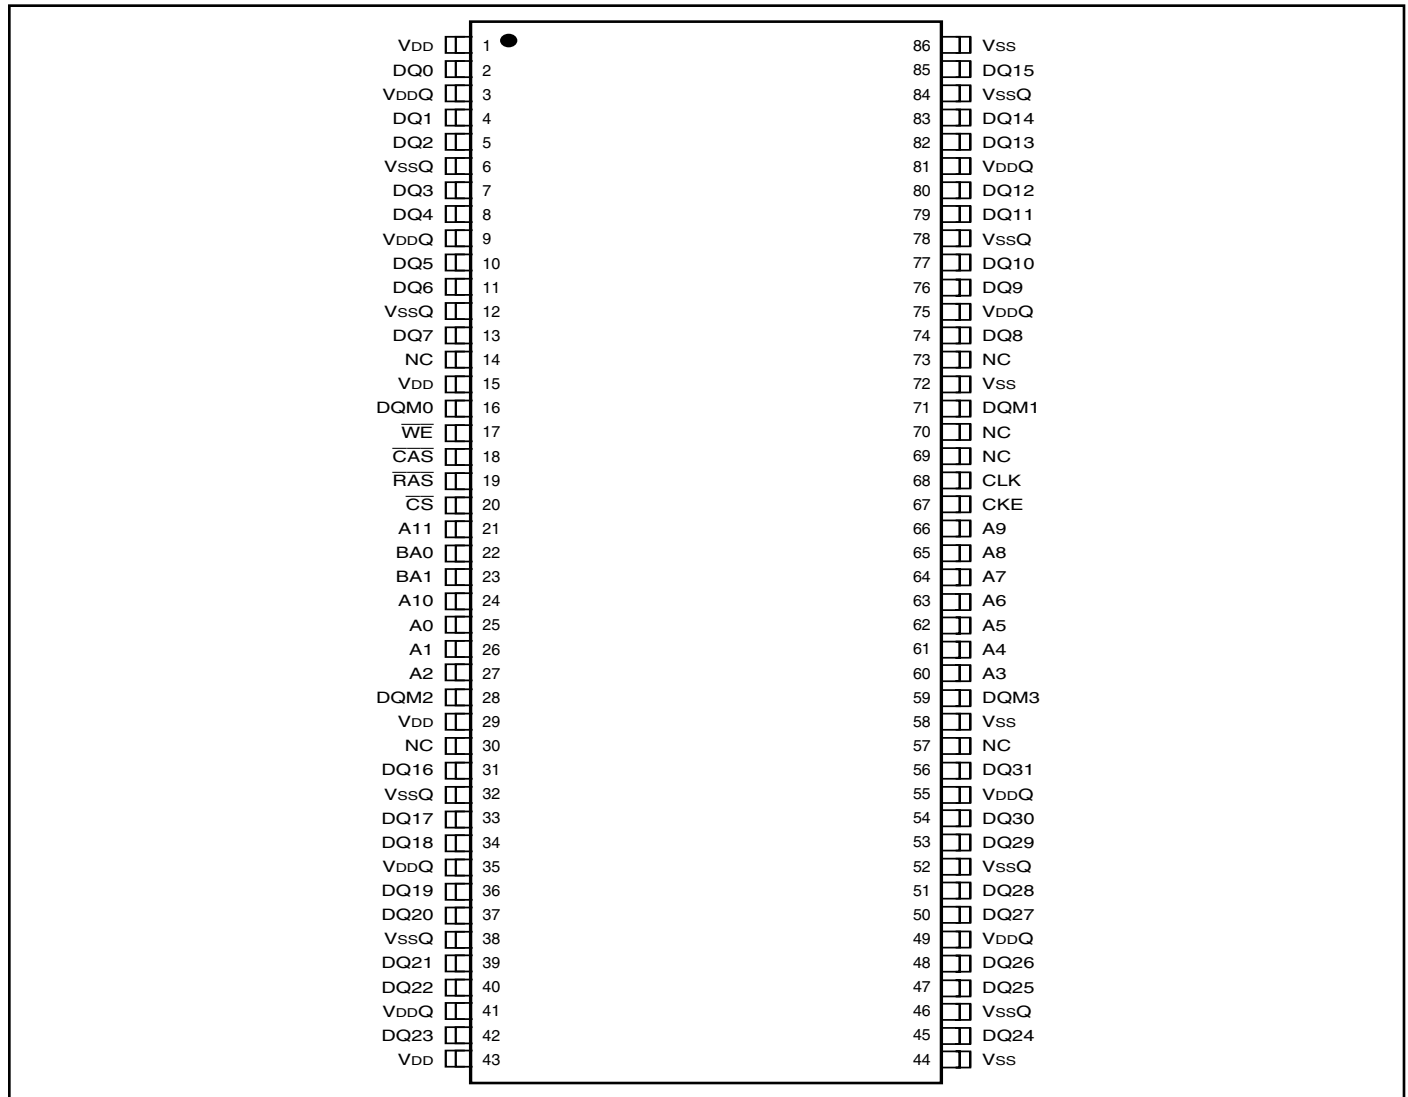 VDD 1 86 VSS
DQ0 2 85 DQ15
VDDQ 3 84 VSSQ
DQ1 4 83 DQ14
DQ2 5 82 DQ13
VSSQ 6 81 VDDQ
DQ3 7 80 DQ12
DQ4 8 79 DQ11
VDDQ 9 78 VSSQ
DQ5 10 77 DQ10
DQ6 11 76 DQ9
VSSQ 12 75 VDDQ
DQ7 13 74 DQ8
NC 14 73 NC
VDD 15 72 VSS
DQM0 16 71 DQM1
W̅E̅ 17 70 NC
C̅A̅S̅ 18 69 NC
R̅A̅S̅ 19 68 CLK
C̅S̅ 20 67 CKE
A11 21 66 A9
BA0 22 65 A8
BA1 23 64 A7
A10 24 63 A6
A0 25 62 A5
A1 26 61 A4
A2 27 60 A3
DQM2 28 59 DQM3
VDD 29 58 VSS
NC 30 57 NC
DQ16 31 56 DQ31
VSSQ 32 55 VDDQ
DQ17 33 54 DQ30
DQ18 34 53 DQ29
VDDQ 35 52 VSSQ
DQ19 36 51 DQ28
DQ20 37 50 DQ27
VSSQ 38 49 VDDQ
DQ21 39 48 DQ26
DQ22 40 47 DQ25
VDDQ 41 46 VSSQ
DQ23 42 45 DQ24
VDD 43 44 VSS